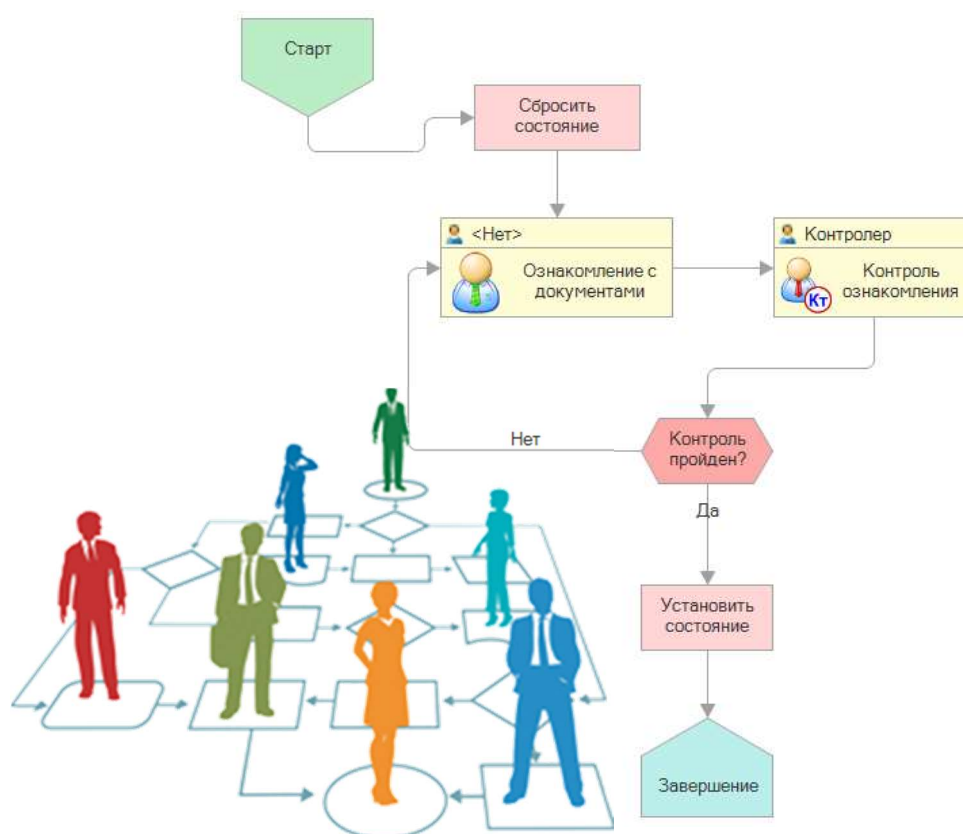 Старт
Сбросить
состояние
<Нет>
Ознакомление с
документами
Контролер
Контроль
ознакомления
Кт
Нет
Контроль
пройден?
Да
Установить
состояние
Завершение